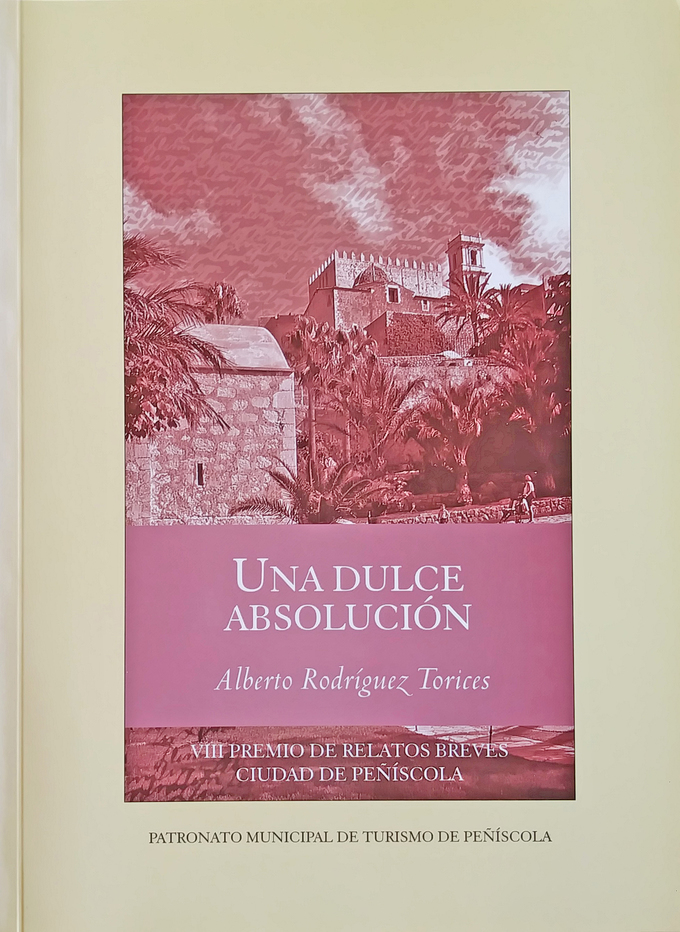 UNA DULCE
ABSOLUCIÓN
Alberto Rodríguez Torices
VIII PREMIO DE RELATOS BREVES
CIUDAD DE PEÑÍSCOLA
PATRONATO MUNICIPAL DE TURISMO DE PEÑÍSCOLA